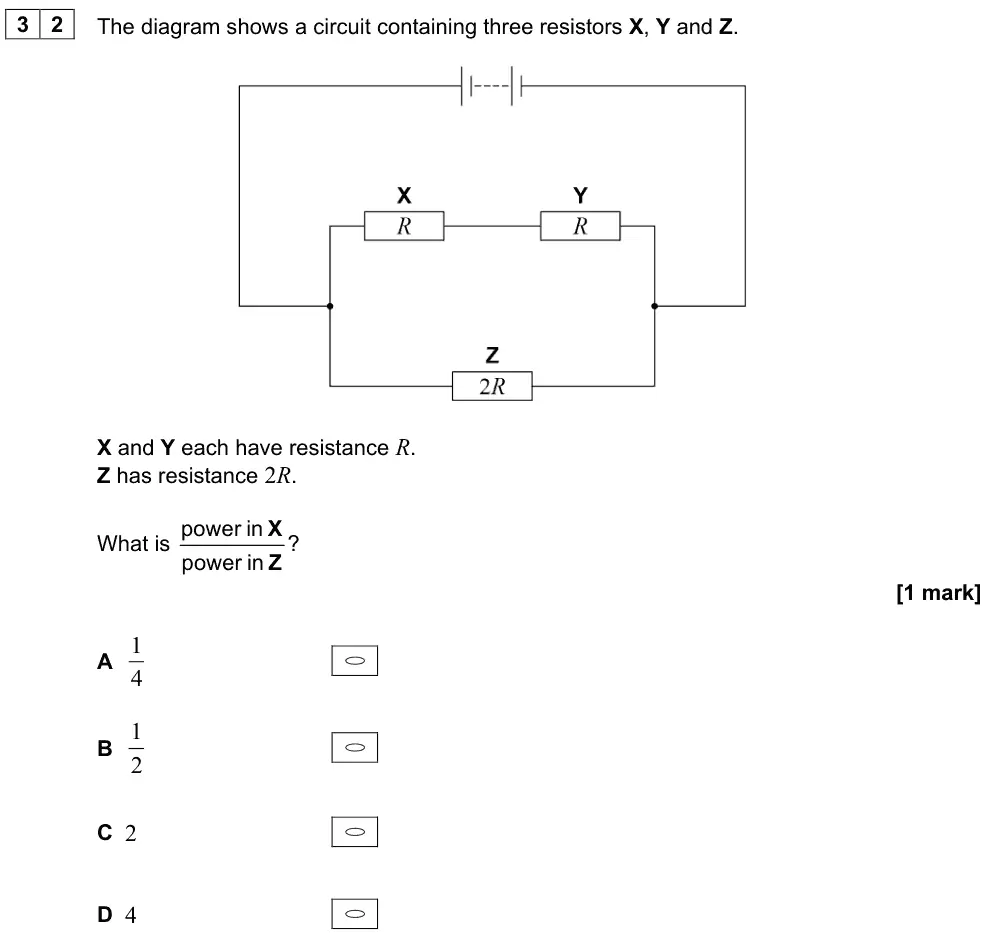 3 2 The diagram shows a circuit containing three resistors X, Y and Z.
X Y
R R
Z
2R
X and Y each have resistance R.
Z has resistance 2R.
What is power in X / power in Z ?
[1 mark]
A 1/4
B 1/2
C 2
D 4